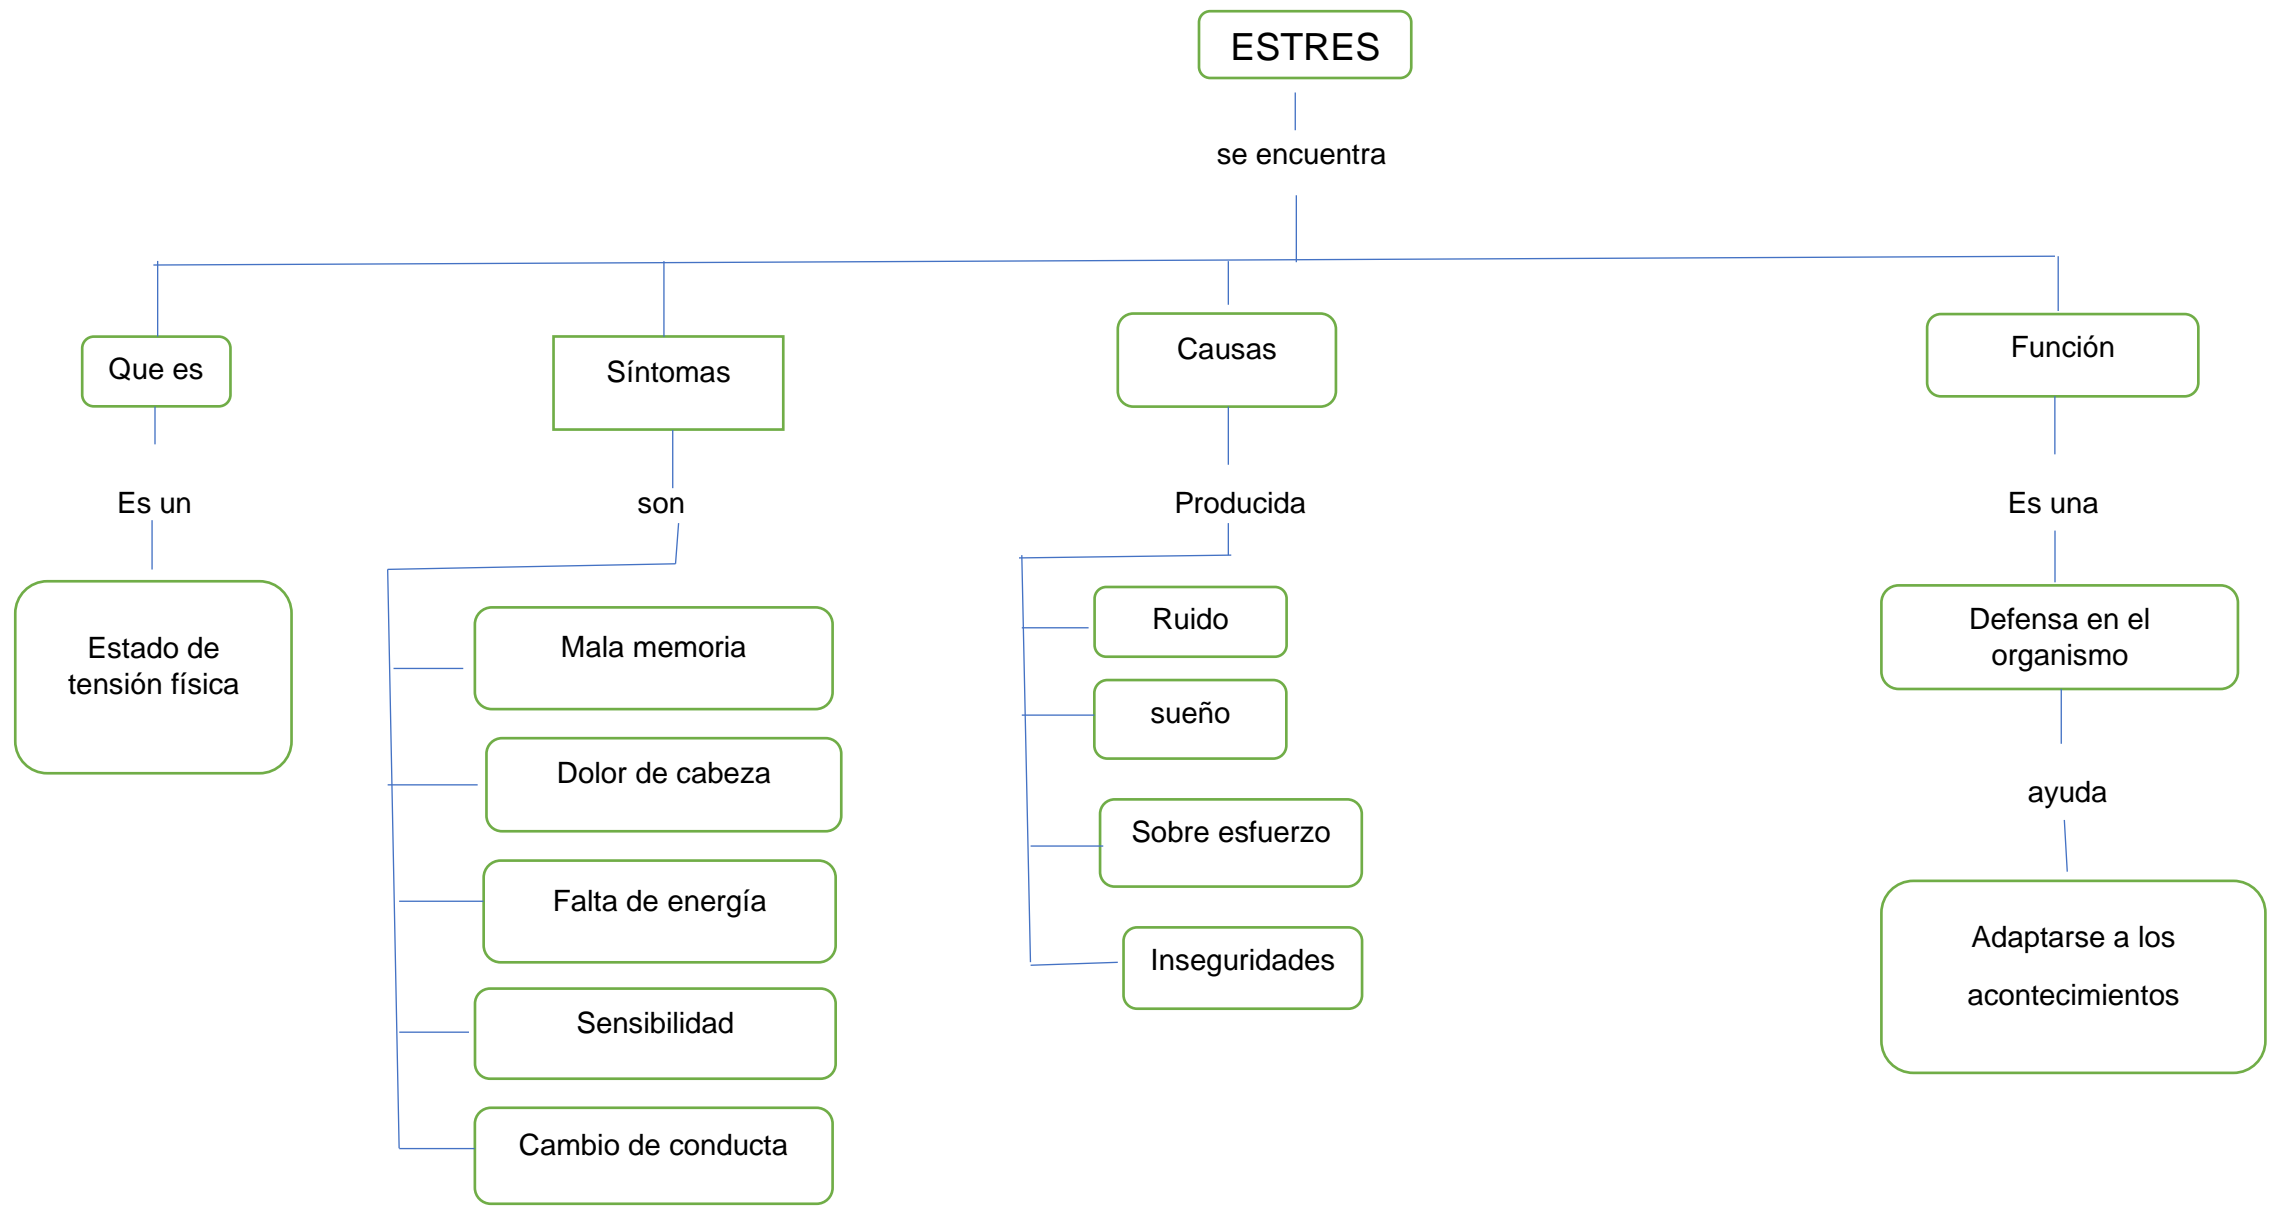 ESTRES
se encuentra
Que es
Síntomas
Causas
Función
Es un
son
Producida
Es una
Estado de
tensión física
Mala memoria
Dolor de cabeza
Falta de energía
Sensibilidad
Cambio de conducta
Ruido
sueño
Sobre esfuerzo
Inseguridades
Defensa en el
organismo
ayuda
Adaptarse a los
acontecimientos